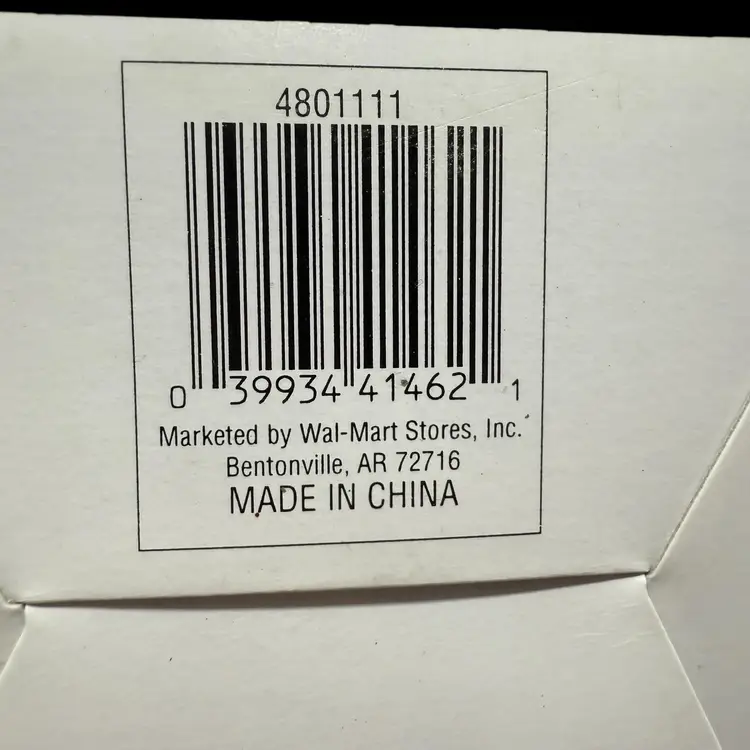 4801111
0 39934 41462 1
Marketed by Wal-Mart Stores, Inc.
Bentonville, AR 72716
MADE IN CHINA